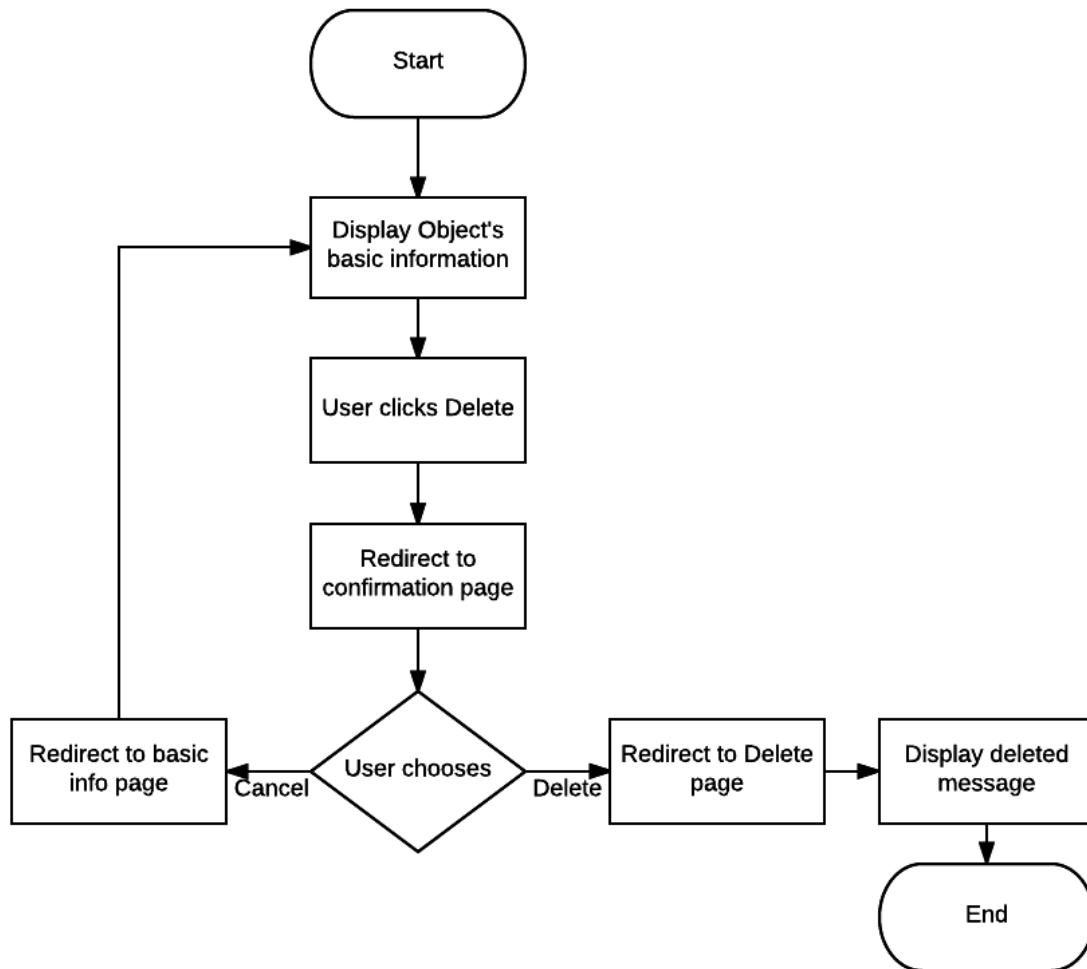 Start
Display Object's
basic information
User clicks Delete
Redirect to
confirmation page
User chooses
Cancel
Redirect to basic
info page
Delete
Redirect to Delete
page
Display deleted
message
End